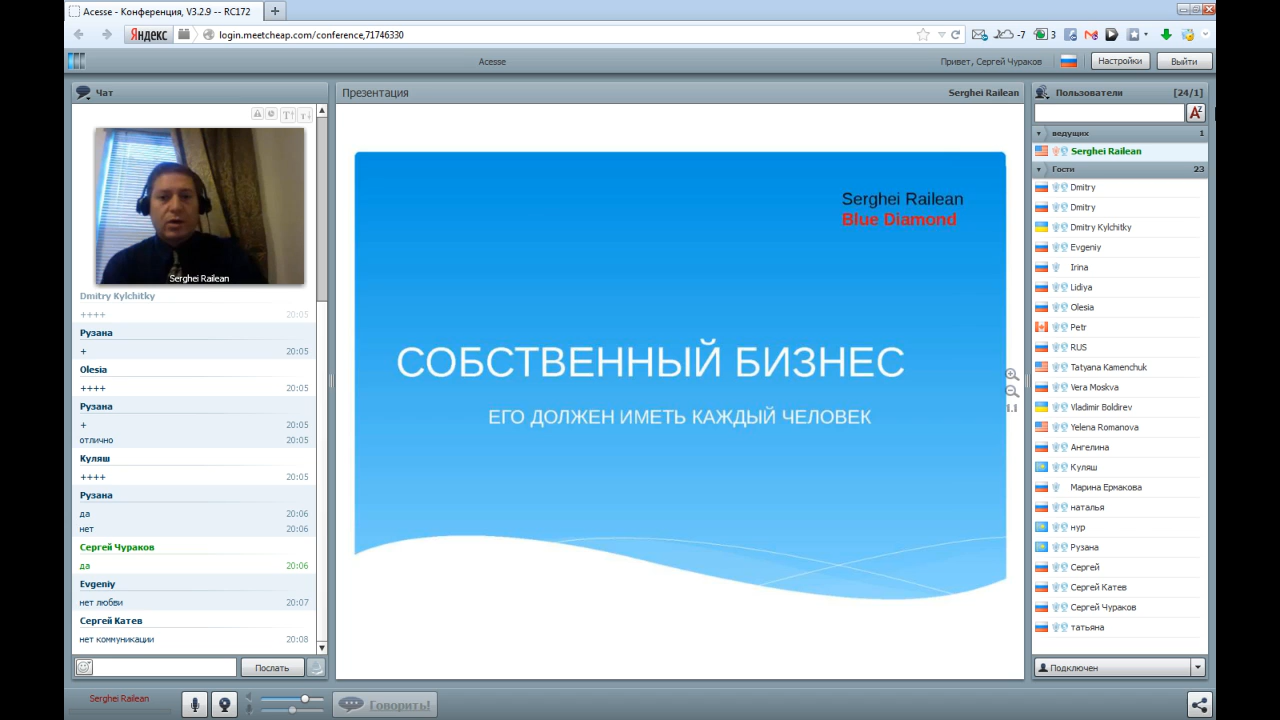 Acesse - Конференция, V3.2.9 -- RC172
Яндекс
login.meetcheap.com/conference,71746330
-7
3
Acesse
Привет, Сергей Чураков
Настройки
Выйти
Чат
Serghei Railean
Dmitry Kylchitky
++++ 20:05
Рузана
+ 20:05
Olesia
++++ 20:05
Рузана
+ 20:05
отлично 20:05
Куляш
++++ 20:05
Рузана
да 20:06
нет 20:06
Сергей Чураков
да 20:06
Evgeniy
нет любви 20:07
Сергей Катев
нет коммуникации 20:08
Послать
Презентация
Serghei Railean
Serghei Railean
Blue Diamond
СОБСТВЕННЫЙ БИЗНЕС
ЕГО ДОЛЖЕН ИМЕТЬ КАЖДЫЙ ЧЕЛОВЕК
1.1
Пользователи [24/1]
ведущих 1
Serghei Railean
Гости 23
Dmitry
Dmitry
Dmitry Kylchitky
Evgeniy
Irina
Lidiya
Olesia
Petr
RUS
Tatyana Kamenchuk
Vera Moskva
Vladimir Boldirev
Yelena Romanova
Ангелина
Куляш
Марина Ермакова
наталья
нур
Рузана
Сергей
Сергей Катев
Сергей Чураков
татьяна
Подключен
Serghei Railean
Говорить!